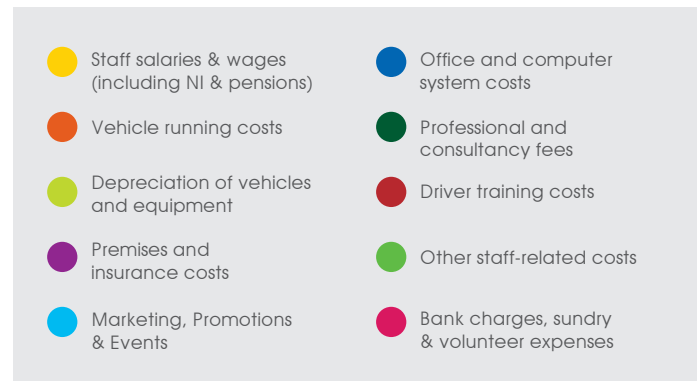 Staff salaries & wages
(including NI & pensions)
Vehicle running costs
Depreciation of vehicles
and equipment
Premises and
insurance costs
Marketing, Promotions
& Events
Office and computer
system costs
Professional and
consultancy fees
Driver training costs
Other staff-related costs
Bank charges, sundry
& volunteer expenses